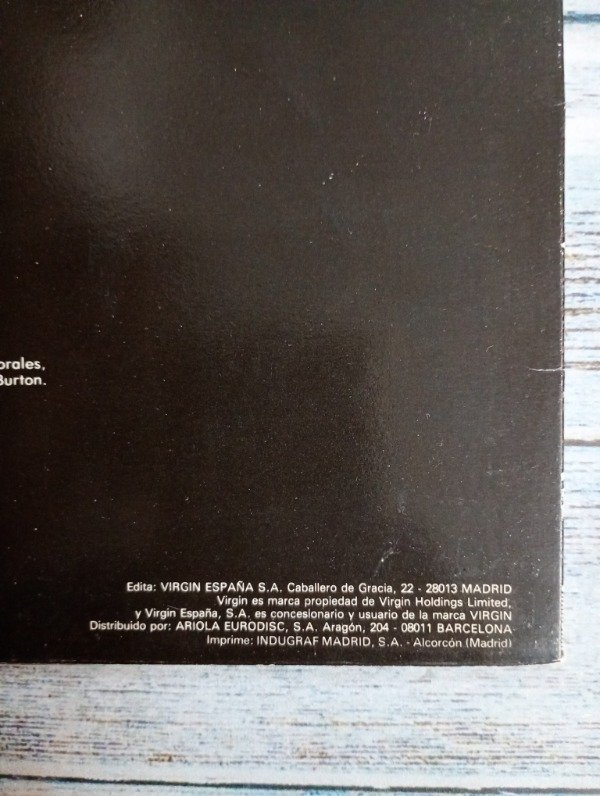 orales,
Burton.
Edita: VIRGIN ESPAÑA S.A. Caballero de Gracia, 22 - 28013 MADRID
Virgin es marca propiedad de Virgin Holdings Limited,
y Virgin España, S.A. es concesionario y usuario de la marca VIRGIN
Distribuido por: ARIOLA EURODISC, S.A. Aragón, 204 - 08011 BARCELONA
Imprime: INDUGRAF MADRID, S.A. - Alcorcón (Madrid)